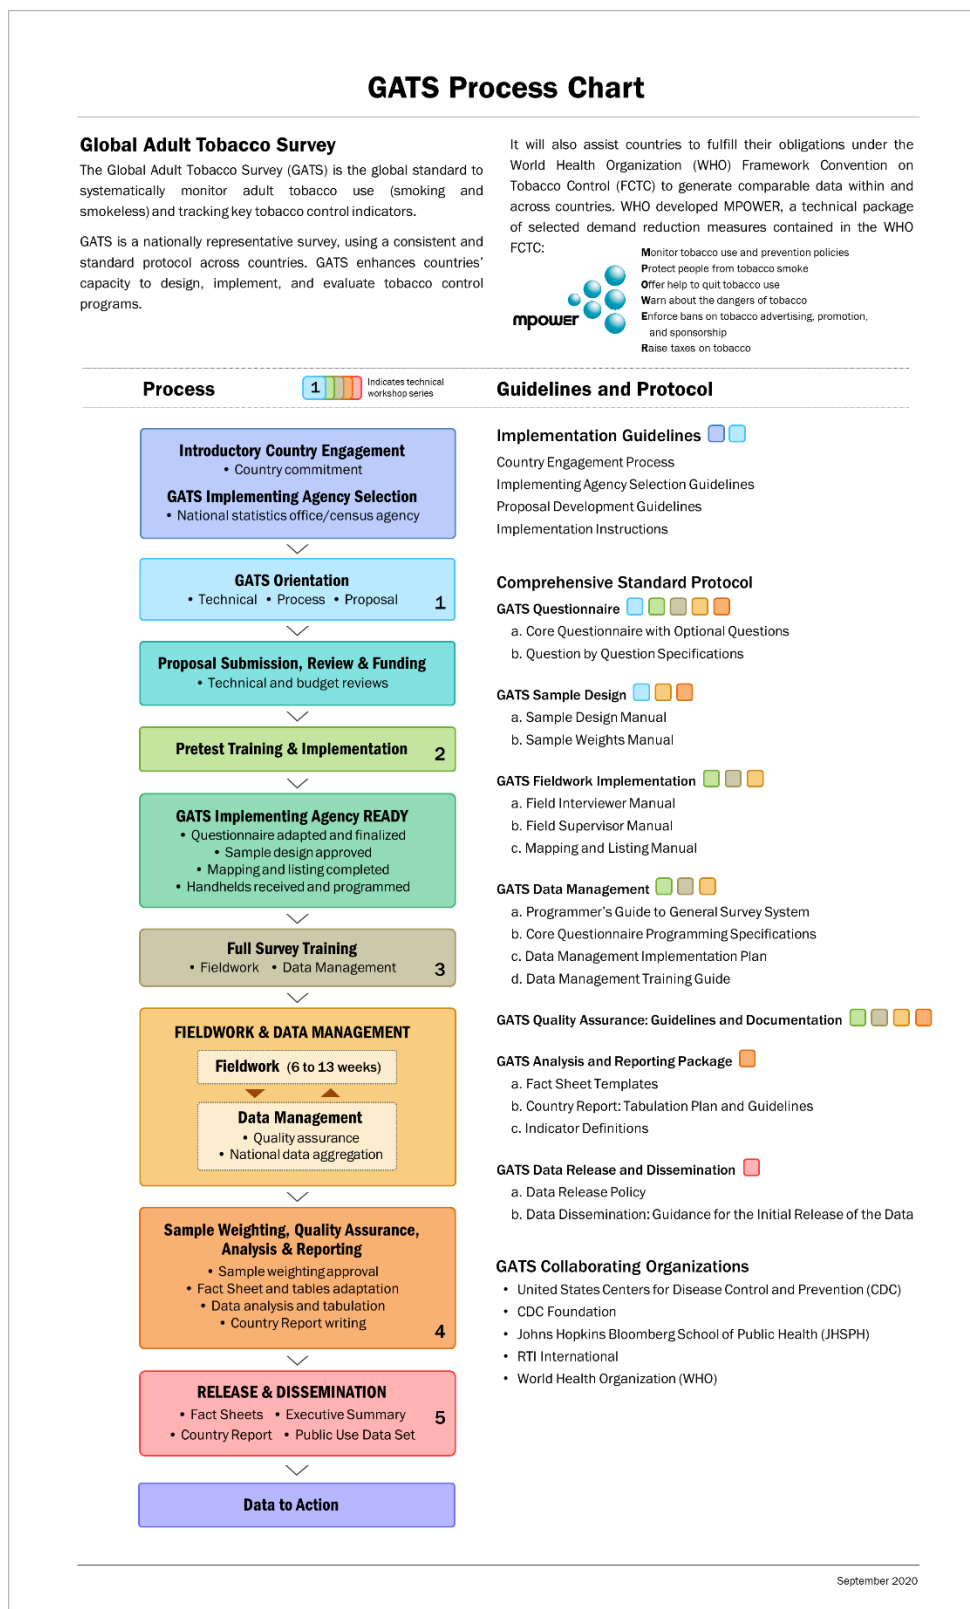 GATS Process Chart
Global Adult Tobacco Survey
The Global Adult Tobacco Survey (GATS) is the global standard to
systematically monitor adult tobacco use (smoking and
smokeless) and tracking key tobacco control indicators.
GATS is a nationally representative survey, using a consistent and
standard protocol across countries. GATS enhances countries'
capacity to design, implement, and evaluate tobacco control
programs.
It will also assist countries to fulfill their obligations under the
World Health Organization (WHO) Framework Convention on
Tobacco Control (FCTC) to generate comparable data within and
across countries. WHO developed MPOWER, a technical package
of selected demand reduction measures contained in the WHO
FCTC:
mpower
Monitor tobacco use and prevention policies
Protect people from tobacco smoke
Offer help to quit tobacco use
Warn about the dangers of tobacco
Enforce bans on tobacco advertising, promotion,
and sponsorship
Raise taxes on tobacco
Process
1
Indicates technical
workshop series
Introductory Country Engagement
• Country commitment
GATS Implementing Agency Selection
• National statistics office/census agency
GATS Orientation
• Technical • Process • Proposal
1
Proposal Submission, Review & Funding
• Technical and budget reviews
Pretest Training & Implementation
2
GATS Implementing Agency READY
• Questionnaire adapted and finalized
• Sample design approved
• Mapping and listing completed
• Handhelds received and programmed
Full Survey Training
• Fieldwork • Data Management
3
FIELDWORK & DATA MANAGEMENT
Fieldwork (6 to 13 weeks)
Data Management
• Quality assurance
• National data aggregation
Sample Weighting, Quality Assurance,
Analysis & Reporting
• Sample weighting approval
• Fact Sheet and tables adaptation
• Data analysis and tabulation
• Country Report writing
4
RELEASE & DISSEMINATION
• Fact Sheets • Executive Summary
• Country Report • Public Use Data Set
5
Data to Action
Guidelines and Protocol
Implementation Guidelines
Country Engagement Process
Implementing Agency Selection Guidelines
Proposal Development Guidelines
Implementation Instructions
Comprehensive Standard Protocol
GATS Questionnaire
a. Core Questionnaire with Optional Questions
b. Question by Question Specifications
GATS Sample Design
a. Sample Design Manual
b. Sample Weights Manual
GATS Fieldwork Implementation
a. Field Interviewer Manual
b. Field Supervisor Manual
c. Mapping and Listing Manual
GATS Data Management
a. Programmer's Guide to General Survey System
b. Core Questionnaire Programming Specifications
c. Data Management Implementation Plan
d. Data Management Training Guide
GATS Quality Assurance: Guidelines and Documentation
GATS Analysis and Reporting Package
a. Fact Sheet Templates
b. Country Report: Tabulation Plan and Guidelines
c. Indicator Definitions
GATS Data Release and Dissemination
a. Data Release Policy
b. Data Dissemination: Guidance for the Initial Release of the Data
GATS Collaborating Organizations
• United States Centers for Disease Control and Prevention (CDC)
• CDC Foundation
• Johns Hopkins Bloomberg School of Public Health (JHSPH)
• RTI International
• World Health Organization (WHO)
September 2020